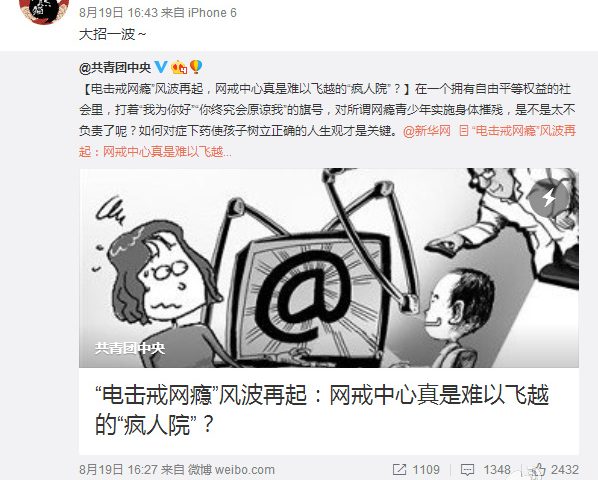 8月19日 16:43 来自 iPhone 6
大招一波～
@共青团中央
【“电击戒网瘾”风波再起，网戒中心真是难以飞越的“疯人院”？】在一个拥有自由平等权益的社
会里，打着“我为你好”“你终究会原谅我”的旗号，对所谓网瘾青少年实施身体摧残，是不是太不
负责了呢？如何对症下药使孩子树立正确的人生观才是关键。@新华网 “电击戒网瘾”风波再
起：网戒中心真是难以飞越...
@
共青团中央
“电击戒网瘾”风波再起：网戒中心真是难以飞越
的“疯人院”？
8月19日 16:27 来自 微博 weibo.com 1109 1348 2432